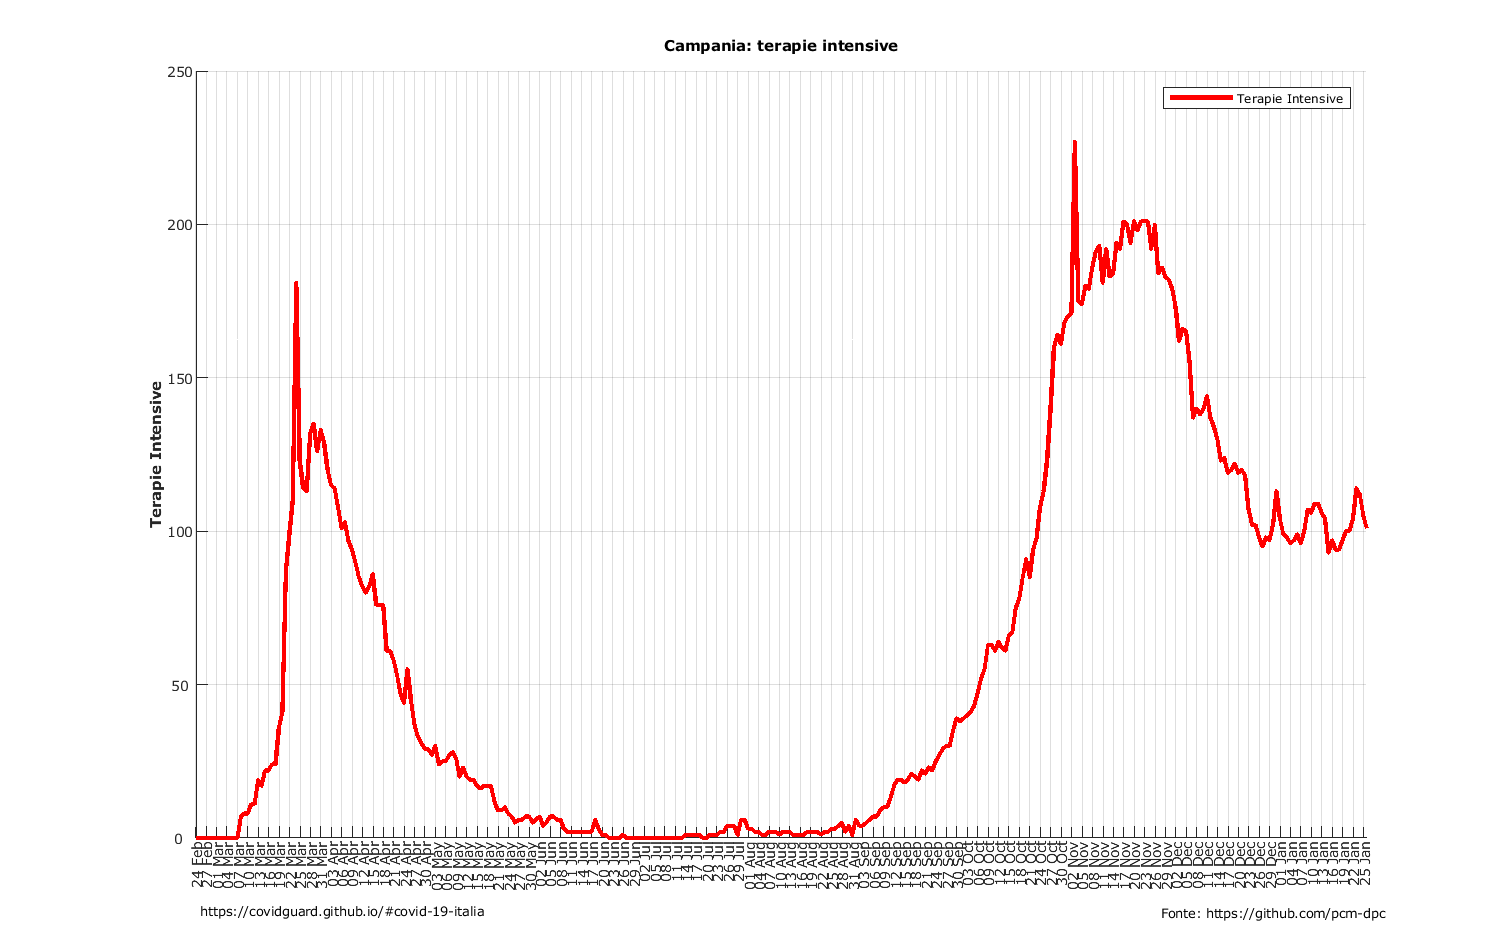 Campania: terapie intensive
Terapie Intensive
Terapie Intensive
250
200
150
100
50
0
24 Feb
27 Feb
01 Mar
04 Mar
07 Mar
10 Mar
13 Mar
16 Mar
19 Mar
22 Mar
25 Mar
28 Mar
31 Mar
03 Apr
06 Apr
09 Apr
12 Apr
15 Apr
18 Apr
21 Apr
24 Apr
27 Apr
30 Apr
03 May
06 May
09 May
12 May
15 May
18 May
21 May
24 May
27 May
30 May
02 Jun
05 Jun
08 Jun
11 Jun
14 Jun
17 Jun
20 Jun
23 Jun
26 Jun
29 Jun
02 Jul
05 Jul
08 Jul
11 Jul
14 Jul
17 Jul
20 Jul
23 Jul
26 Jul
29 Jul
01 Aug
04 Aug
07 Aug
10 Aug
13 Aug
16 Aug
19 Aug
22 Aug
25 Aug
28 Aug
31 Aug
03 Sep
06 Sep
09 Sep
12 Sep
15 Sep
18 Sep
21 Sep
24 Sep
27 Sep
30 Sep
03 Oct
06 Oct
09 Oct
12 Oct
15 Oct
18 Oct
21 Oct
24 Oct
27 Oct
30 Oct
02 Nov
05 Nov
08 Nov
11 Nov
14 Nov
17 Nov
20 Nov
23 Nov
26 Nov
29 Nov
02 Dec
05 Dec
08 Dec
11 Dec
14 Dec
17 Dec
20 Dec
23 Dec
26 Dec
29 Dec
01 Jan
04 Jan
07 Jan
10 Jan
13 Jan
16 Jan
19 Jan
22 Jan
25 Jan
https://covidguard.github.io/#covid-19-italia
Fonte: https://github.com/pcm-dpc